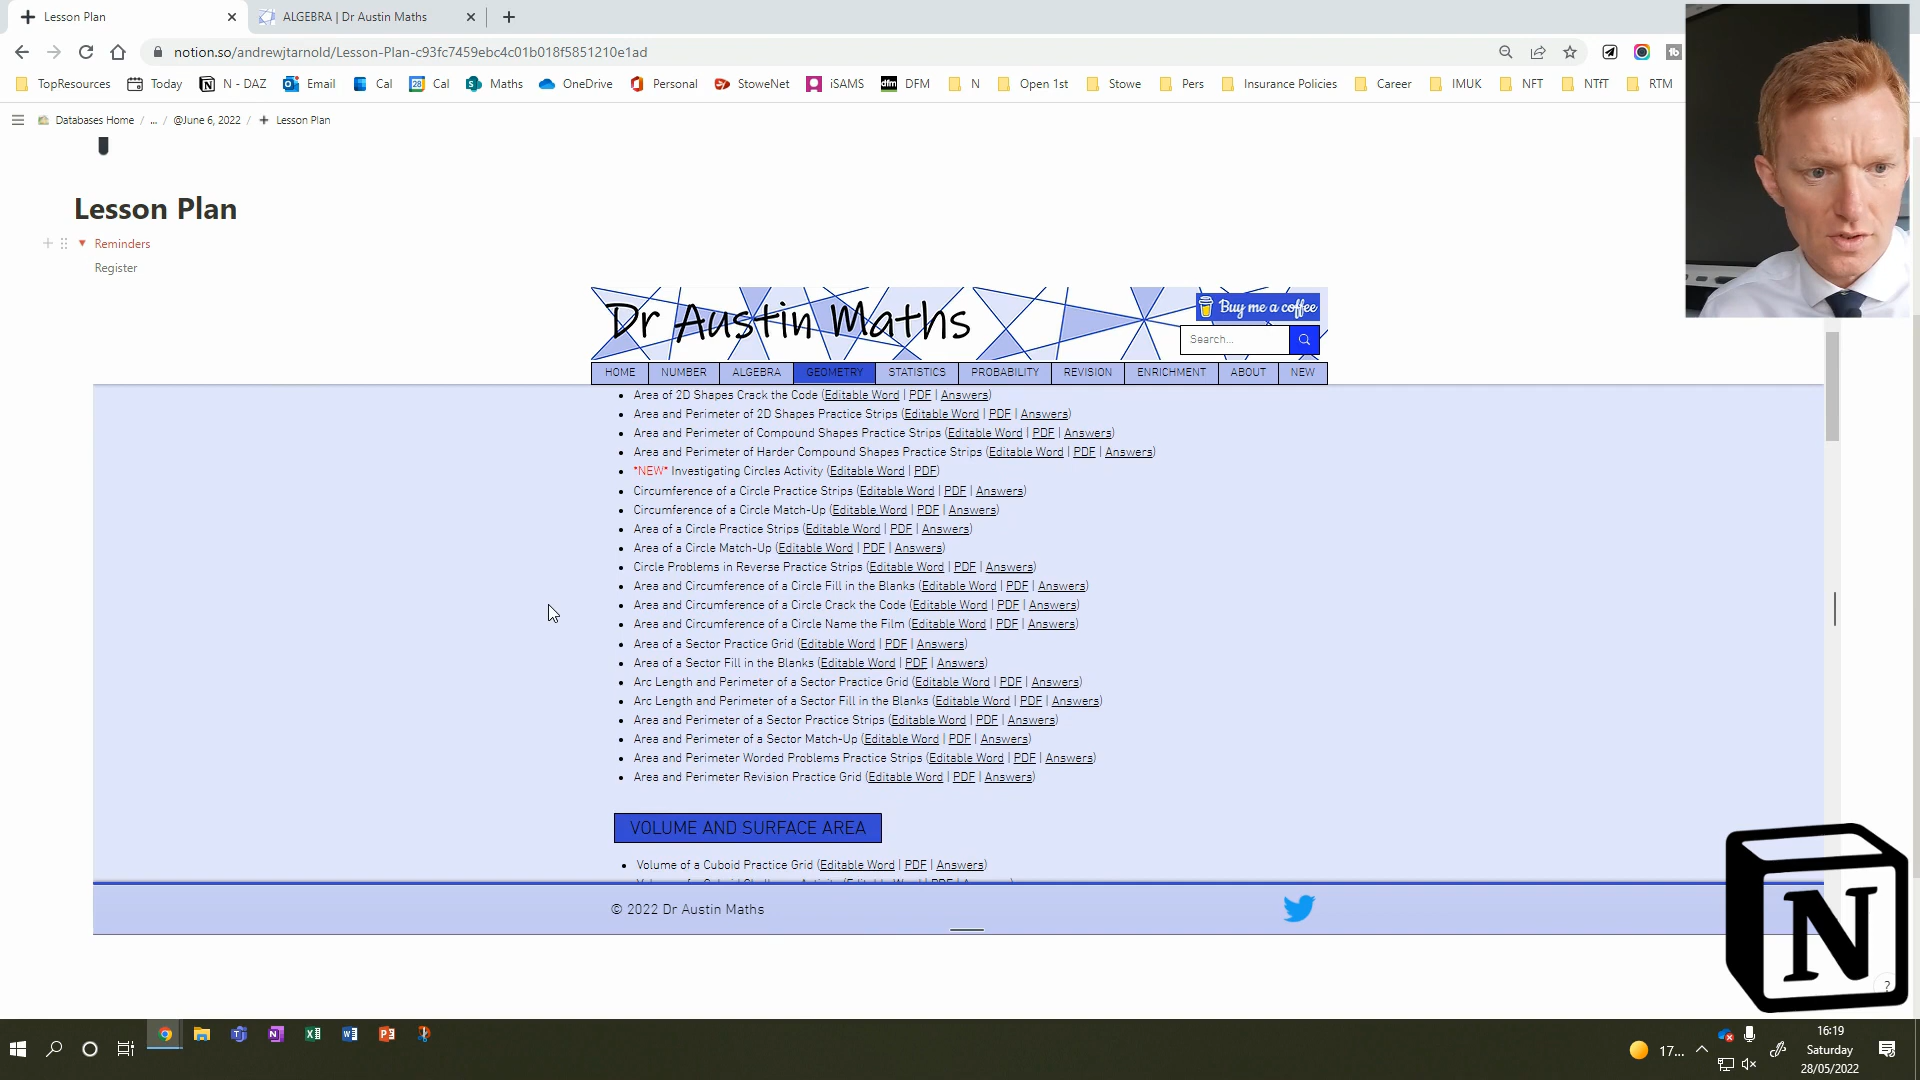 Lesson Plan
ALGEBRA | Dr Austin Maths
notion.so/andrewjtarnold/Lesson-Plan-c93fc7459ebc4c01b018f5851210e1ad
TopResources Today N - DAZ Email Cal 28 Cal Maths OneDrive Personal StoweNet iSAMS dfm DFM N Open 1st Stowe Pers Insurance Policies Career IMUK NFT NTfT RTM
Databases Home / ... / @June 6, 2022 / Lesson Plan
Lesson Plan
Reminders
Register
Dr Austin Maths
Buy me a coffee
Search...
HOME NUMBER ALGEBRA GEOMETRY STATISTICS PROBABILITY REVISION ENRICHMENT ABOUT NEW
Area of 2D Shapes Crack the Code (Editable Word | PDF | Answers)
Area and Perimeter of 2D Shapes Practice Strips (Editable Word | PDF | Answers)
Area and Perimeter of Compound Shapes Practice Strips (Editable Word | PDF | Answers)
Area and Perimeter of Harder Compound Shapes Practice Strips (Editable Word | PDF | Answers)
*NEW* Investigating Circles Activity (Editable Word | PDF)
Circumference of a Circle Practice Strips (Editable Word | PDF | Answers)
Circumference of a Circle Match-Up (Editable Word | PDF | Answers)
Area of a Circle Practice Strips (Editable Word | PDF | Answers)
Area of a Circle Match-Up (Editable Word | PDF | Answers)
Circle Problems in Reverse Practice Strips (Editable Word | PDF | Answers)
Area and Circumference of a Circle Fill in the Blanks (Editable Word | PDF | Answers)
Area and Circumference of a Circle Crack the Code (Editable Word | PDF | Answers)
Area and Circumference of a Circle Name the Film (Editable Word | PDF | Answers)
Area of a Sector Practice Grid (Editable Word | PDF | Answers)
Area of a Sector Fill in the Blanks (Editable Word | PDF | Answers)
Arc Length and Perimeter of a Sector Practice Grid (Editable Word | PDF | Answers)
Arc Length and Perimeter of a Sector Fill in the Blanks (Editable Word | PDF | Answers)
Area and Perimeter of a Sector Practice Strips (Editable Word | PDF | Answers)
Area and Perimeter of a Sector Match-Up (Editable Word | PDF | Answers)
Area and Perimeter Worded Problems Practice Strips (Editable Word | PDF | Answers)
Area and Perimeter Revision Practice Grid (Editable Word | PDF | Answers)
VOLUME AND SURFACE AREA
Volume of a Cuboid Practice Grid (Editable Word | PDF | Answers)
© 2022 Dr Austin Maths
N
?
17...
16:19
Saturday
28/05/2022